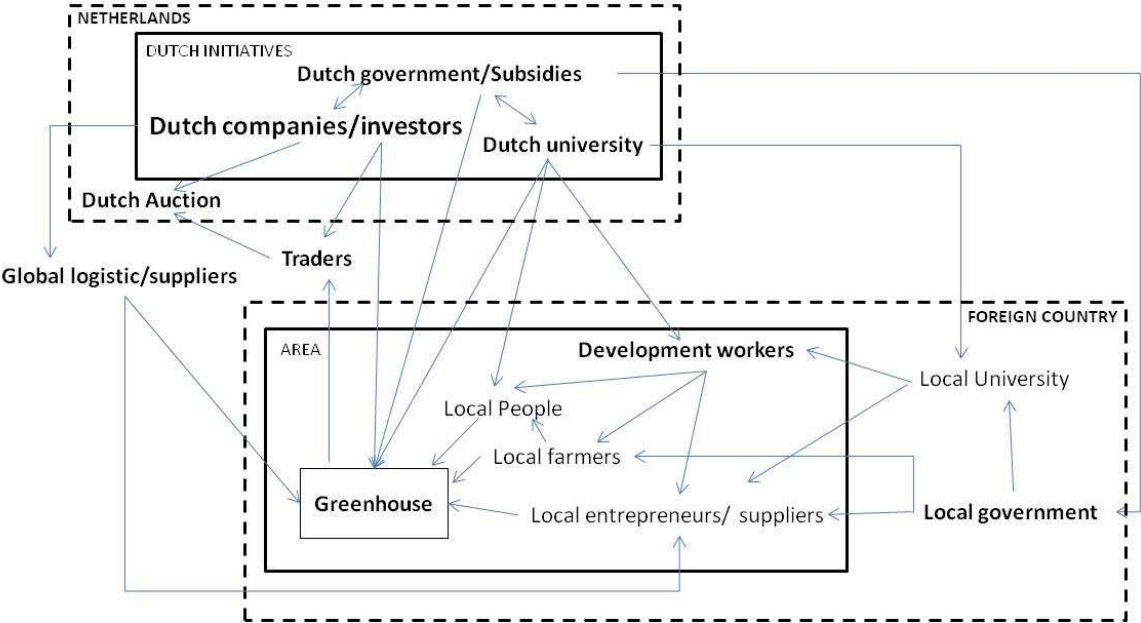 NETHERLANDS
DUTCH INITIATIVES
Dutch government/Subsidies
Dutch companies/investors
Dutch university
Dutch Auction
Traders
Global logistic/suppliers
FOREIGN COUNTRY
AREA
Development workers
Local University
Local People
Local farmers
Greenhouse
Local entrepreneurs/ suppliers
Local government